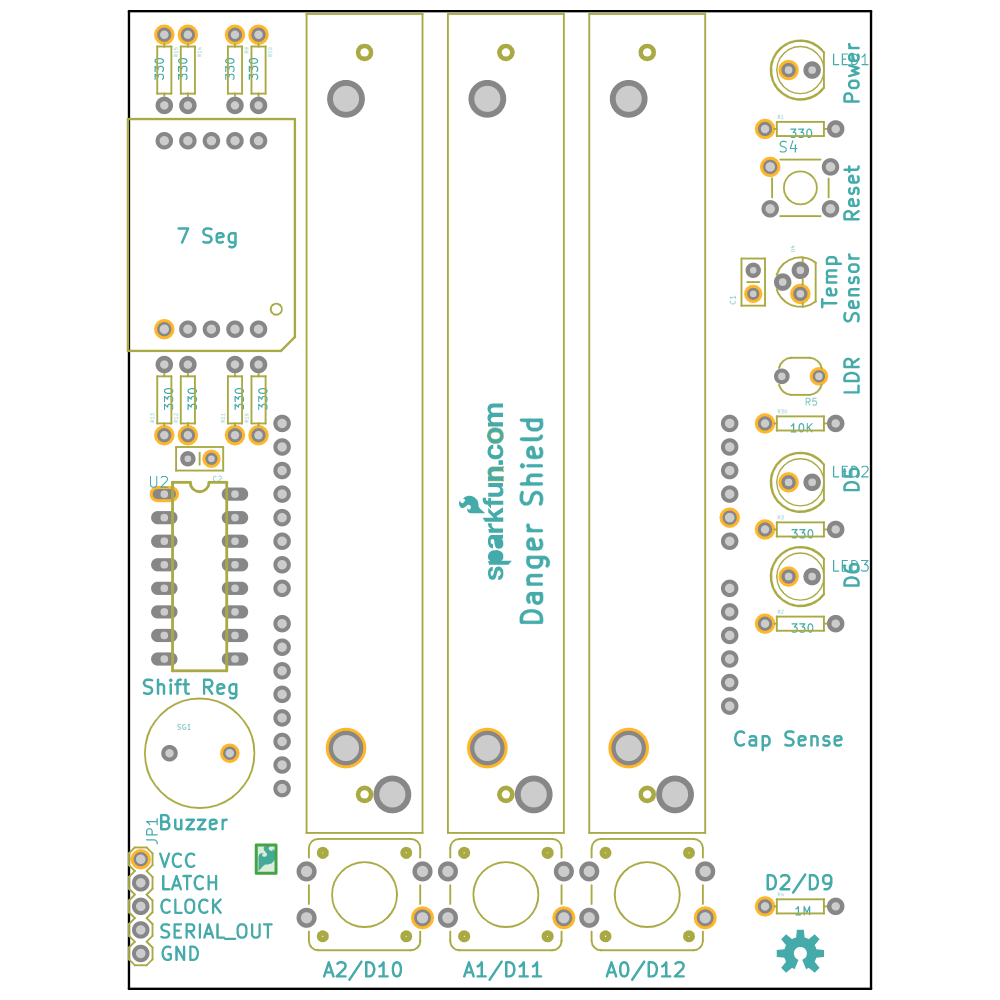 330
330
330
330
LED1
Power
330
S4
Reset
7 Seg
Temp
Sensor
C1
LDR
R5
330
330
330
330
10K
C2
U2
LED2
D5
330
sparkfun.com
Danger Shield
LED3
D6
330
Shift Reg
SG1
Cap Sense
Buzzer
JP1
VCC
LATCH
CLOCK
SERIAL_OUT
GND
D2/D9
1M
A2/D10
A1/D11
A0/D12